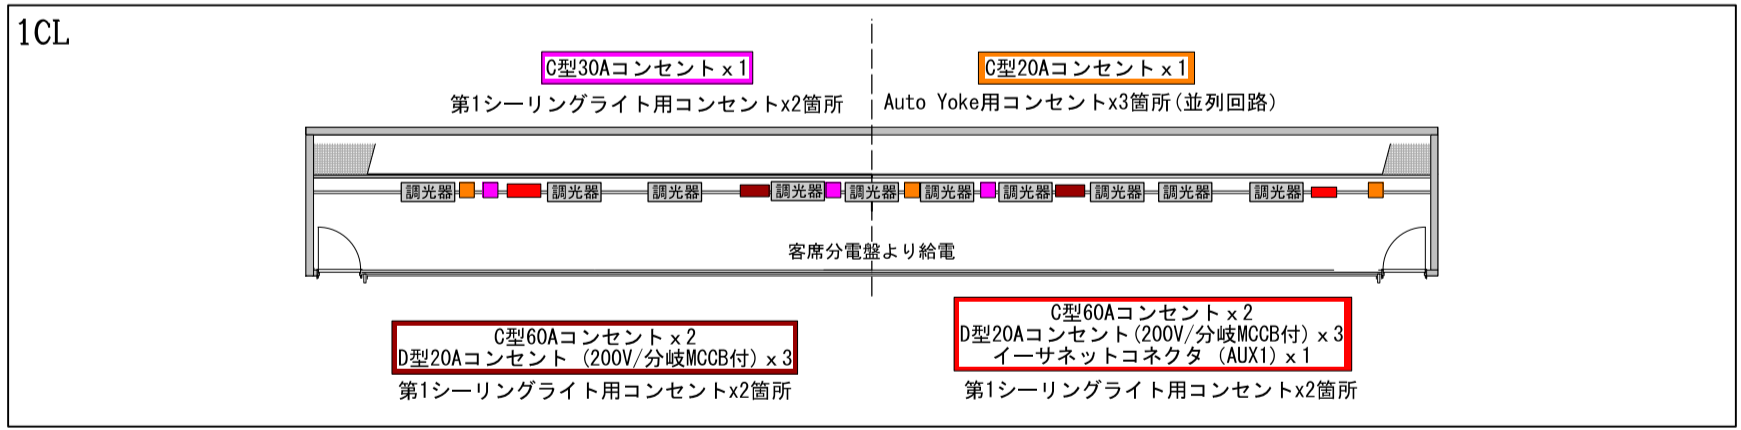 1CL
C型30Aコンセントｘ1
第1シーリングライト用コンセントx2箇所
C型20Aコンセントｘ1
Auto Yoke用コンセントx3箇所(並列回路)
調光器 調光器 調光器 調光器 調光器 調光器 調光器 調光器 調光器 調光器
客席分電盤より給電
C型60Aコンセントｘ2
D型20Aコンセント (200V/分岐MCCB付)ｘ3
第1シーリングライト用コンセントx2箇所
C型60Aコンセントｘ2
D型20Aコンセント(200V/分岐MCCB付)ｘ3
イーサネットコネクタ (AUX1)ｘ1
第1シーリングライト用コンセントx2箇所